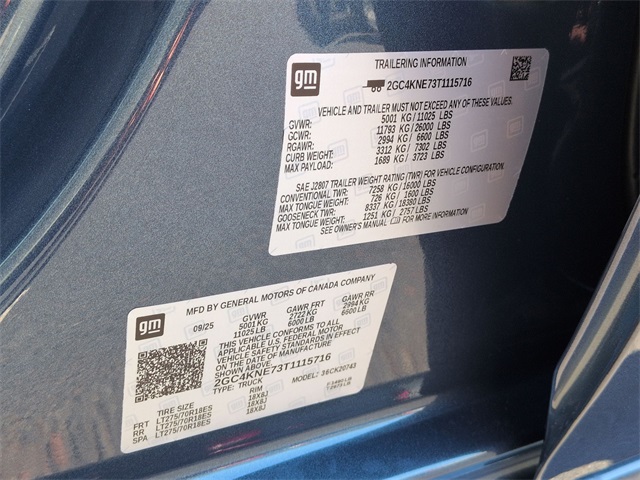 gm
TRAILERING INFORMATION
2GC4KNE73T1115716
VEHICLE AND TRAILER MUST NOT EXCEED ANY OF THESE VALUES.
GVWR: 5001 KG/11025 LBS
GCWR: 11793 KG/26000 LBS
RGAWR: 2994 KG/ 6600 LBS
CURB WEIGHT: 3312 KG/ 7302 LBS
MAX PAYLOAD: 1689 KG/ 3723 LBS
SAE J2807 TRAILER WEIGHT RATING (TWR) FOR VEHICLE CONFIGURATION.
CONVENTIONAL TWR: 7258 KG/16000 LBS
MAX TONGUE WEIGHT: 726 KG/ 1600 LBS
GOOSENECK TWR: 8337 KG/18380 LBS
MAX TONGUE WEIGHT: 1251 KG/ 2757 LBS
SEE OWNER'S MANUAL FOR MORE INFORMATION
gm
MFD BY GENERAL MOTORS OF CANADA COMPANY
09/25 GVWR GAWR FRT GAWR RR
5001KG 2722 KG 2994 KG
11025 LB 6000 LB 6600 LB
THIS VEHICLE CONFORMS TO ALL
APPLICABLE U.S. FEDERAL MOTOR
VEHICLE SAFETY STANDARDS IN EFFECT
ON THE DATE OF MANUFACTURE
SHOWN ABOVE.
2GC4KNE73T1115716
TYPE: TRUCK MODEL: 36CK20743
TIRE SIZE RIM
FRT LT275/70R18ES 18X8J
RR LT275/70R18ES 18X8J
SPA LT275/70R18ES 18X8J